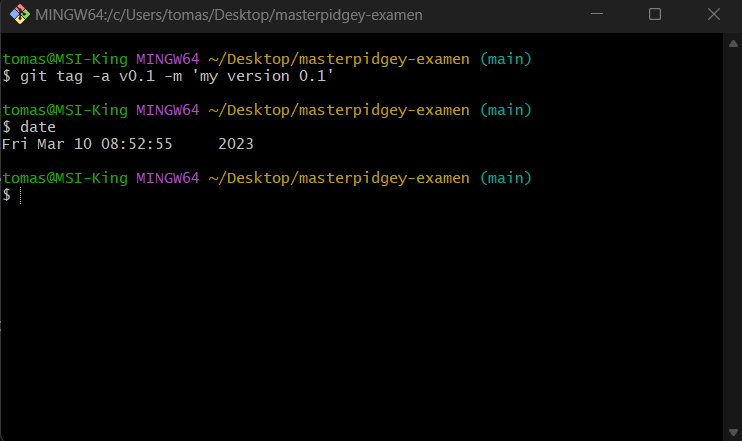 MINGW64:/c/Users/tomas/Desktop/masterpidgey-examen
tomas@MSI-King MINGW64 ~/Desktop/masterpidgey-examen (main)
$ git tag -a v0.1 -m 'my version 0.1'
tomas@MSI-King MINGW64 ~/Desktop/masterpidgey-examen (main)
$ date
Fri Mar 10 08:52:55     2023
tomas@MSI-King MINGW64 ~/Desktop/masterpidgey-examen (main)
$